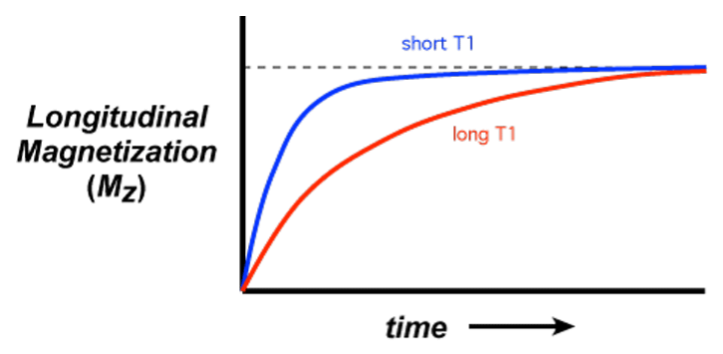 short T1
Longitudinal
Magnetization
(Mz)
long T1
time